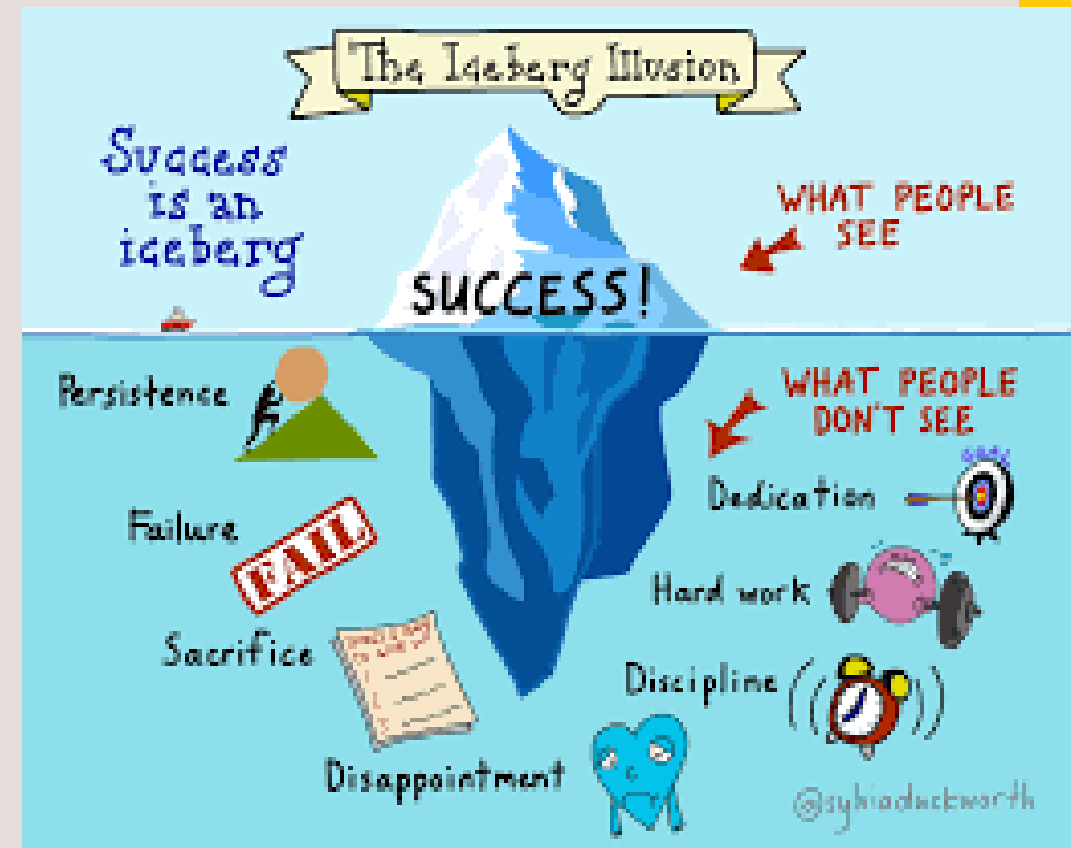 The Iceberg Illusion
Success
is an
iceberg
WHAT PEOPLE
SEE
SUCCESS!
Persistence
WHAT PEOPLE
DON'T SEE
Dedication
Failure
FAIL
Hard work
Sacrifice
Discipline
Disappointment
@sylviaduckworth